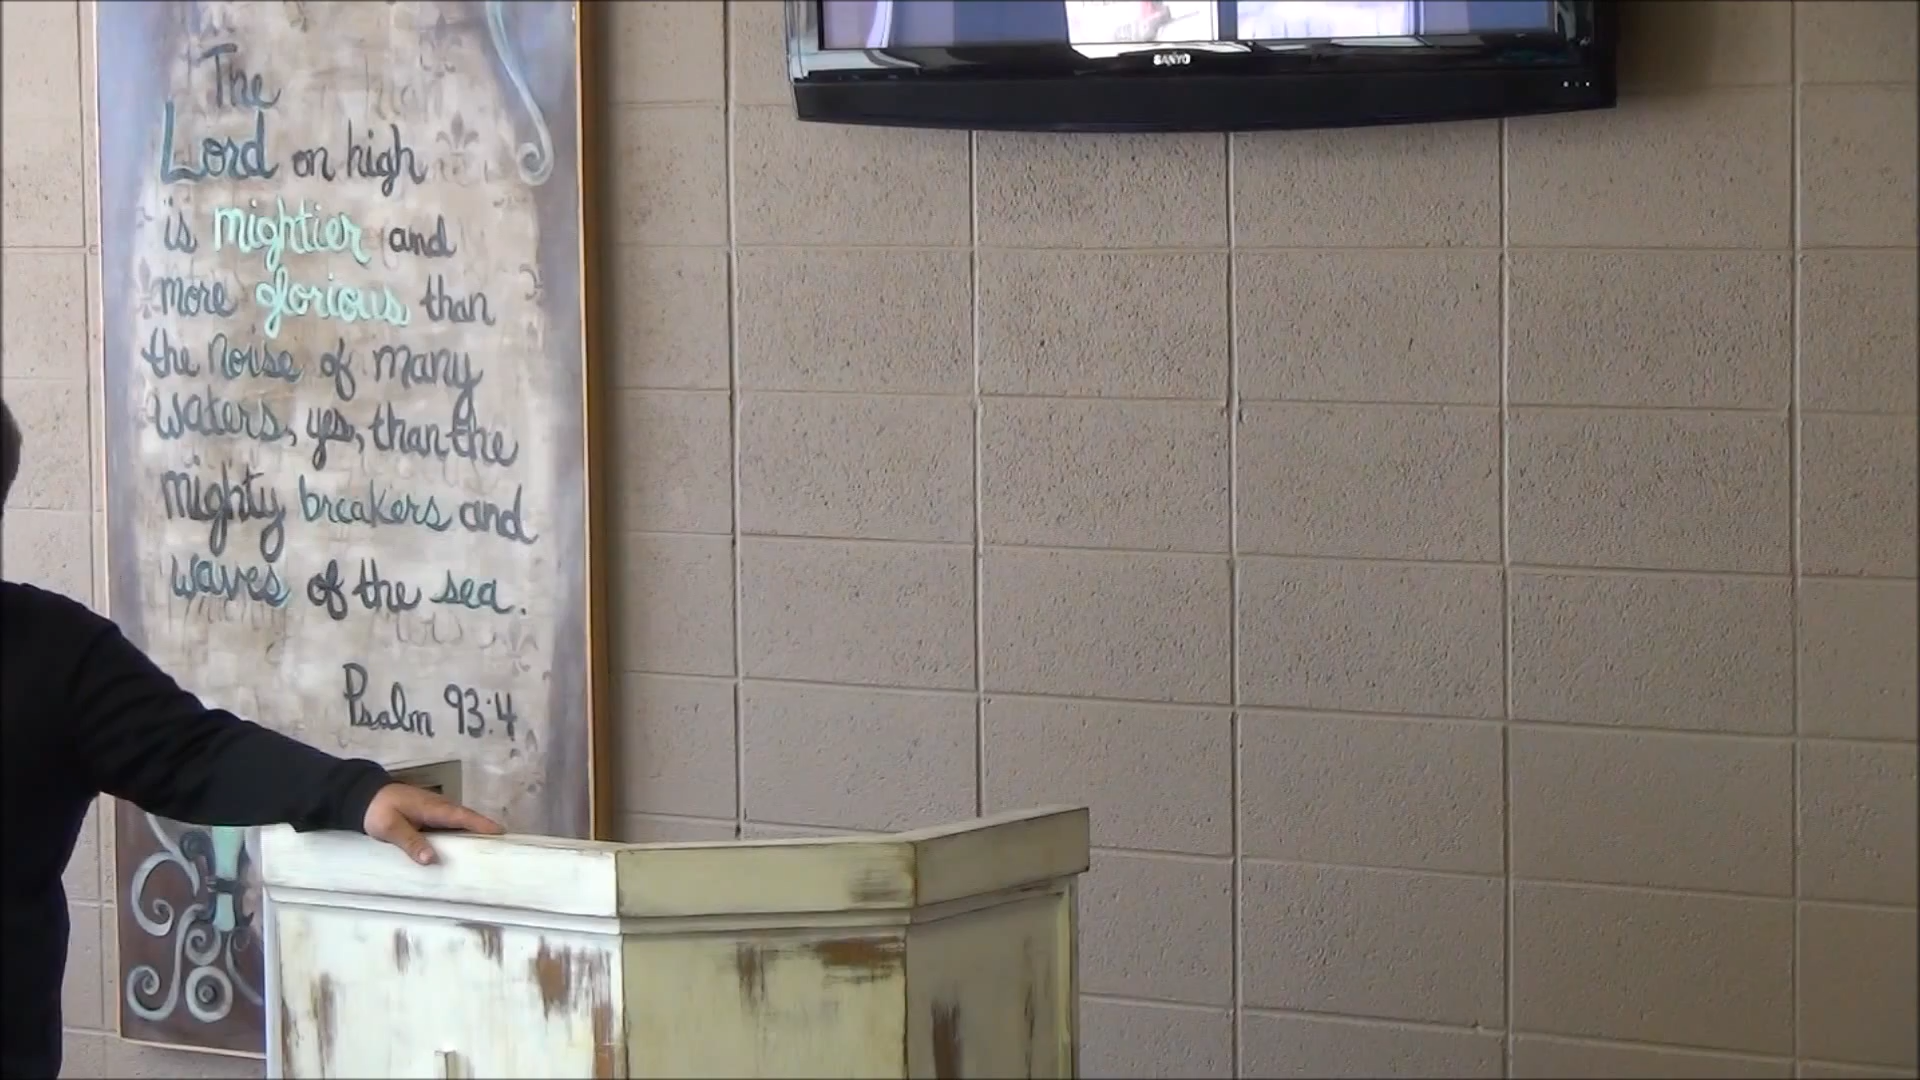 The
Lord on high
is mightier and
more glorious than
the noise of many
waters, yes, than the
mighty breakers and
waves of the sea.
Psalm 93:4
SANYO